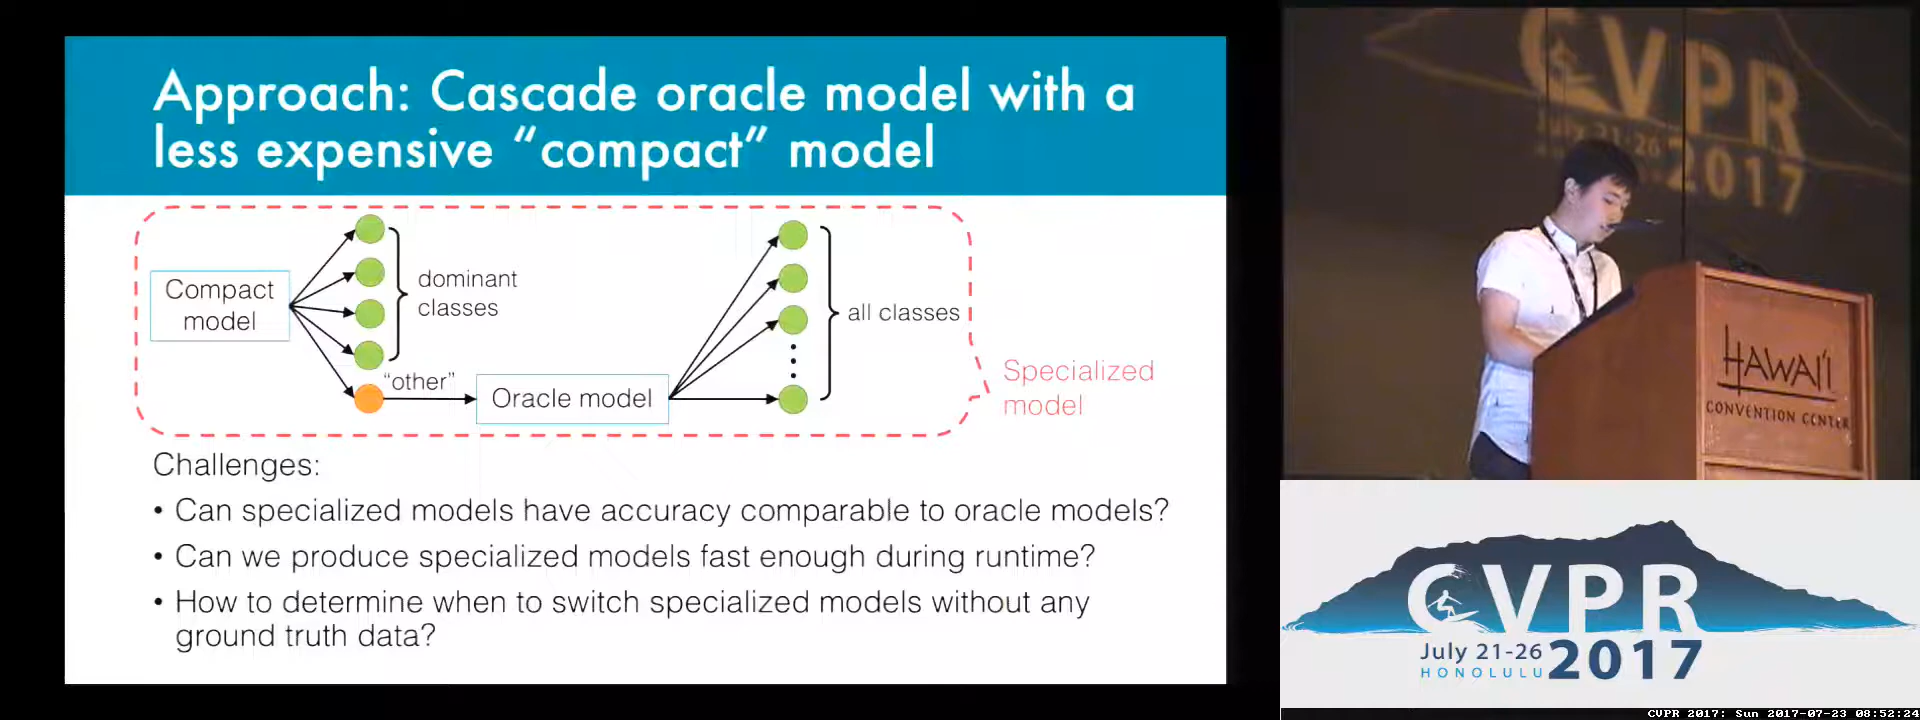 Approach: Cascade oracle model with a
less expensive “compact” model
Compact
model
dominant
classes
“other”
Oracle model
all classes
Specialized
model
Challenges:
• Can specialized models have accuracy comparable to oracle models?
• Can we produce specialized models fast enough during runtime?
• How to determine when to switch specialized models without any
ground truth data?
CVPR
July 21-26
2017
HAWAI'I
CONVENTION CENTER
CVPR
July 21-26
HONOLULU
2017
CVPR 2017: Sun 2017-07-23 08:52:24